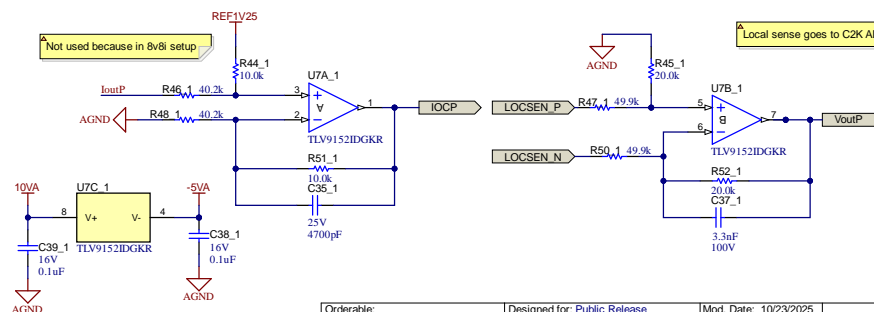 REF1V25
Not used because in 8v8i setup
R44_1
10.0k
IoutP
R46_1
40.2k
R48_1
40.2k
AGND
3
2
1
U7A_1
A
TLV9152IDGKR
IOCP
R51_1
10.0k
C35_1
25V
4700pF
Local sense goes to C2K
AGND
R45_1
20.0k
LOCSEN_P
R47_1
49.9k
LOCSEN_N
R50_1
49.9k
5
6
7
U7B_1
B
TLV9152IDGKR
VoutP
R52_1
20.0k
C37_1
3.3nF
100V
10VA
U7C_1
-5VA
8
V+
V-
4
TLV9152IDGKR
C39_1
16V
0.1uF
AGND
C38_1
16V
0.1uF
AGND
Orderable:
Designed for: Public Release
Mod. Date: 10/23/2025